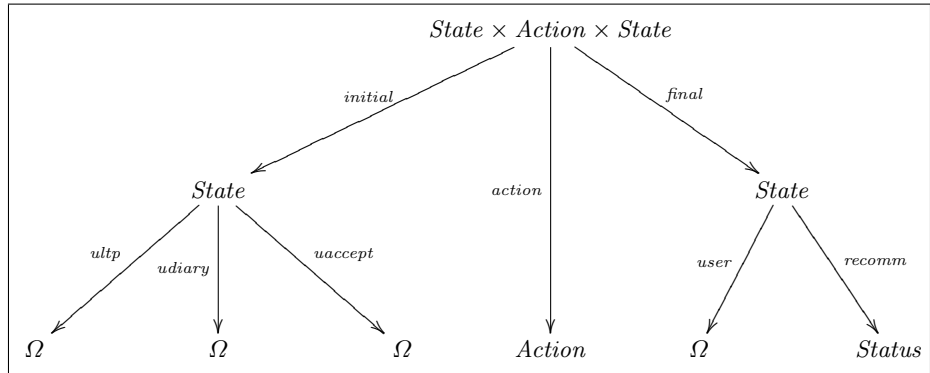 State × Action × State
initial
final
action
State
State
ultp
udiary
uaccept
user
recomm
Ω
Ω
Ω
Action
Ω
Status